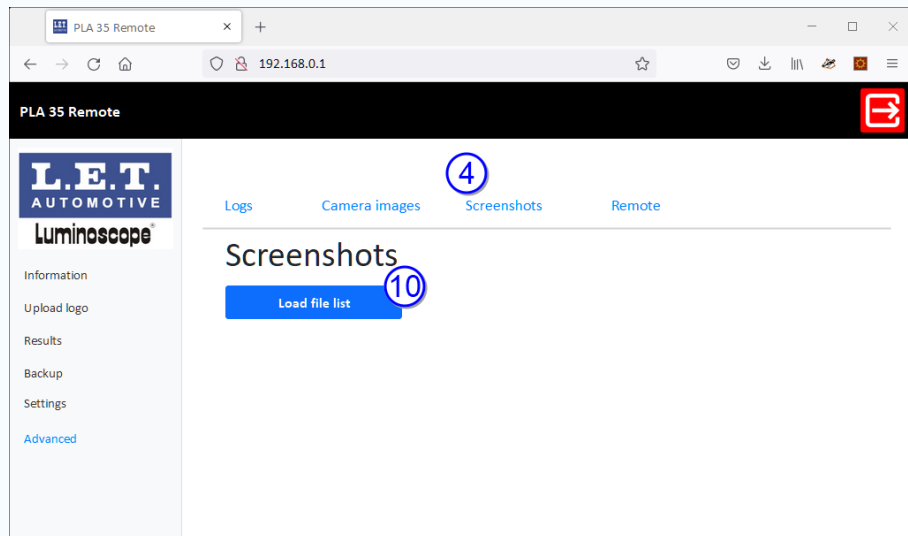 PLA 35 Remote
192.168.0.1
PLA 35 Remote
L.E.T.
AUTOMOTIVE
Luminoscope®
4
Logs Camera images Screenshots Remote
Screenshots
10
Load file list
Information
Upload logo
Results
Backup
Settings
Advanced